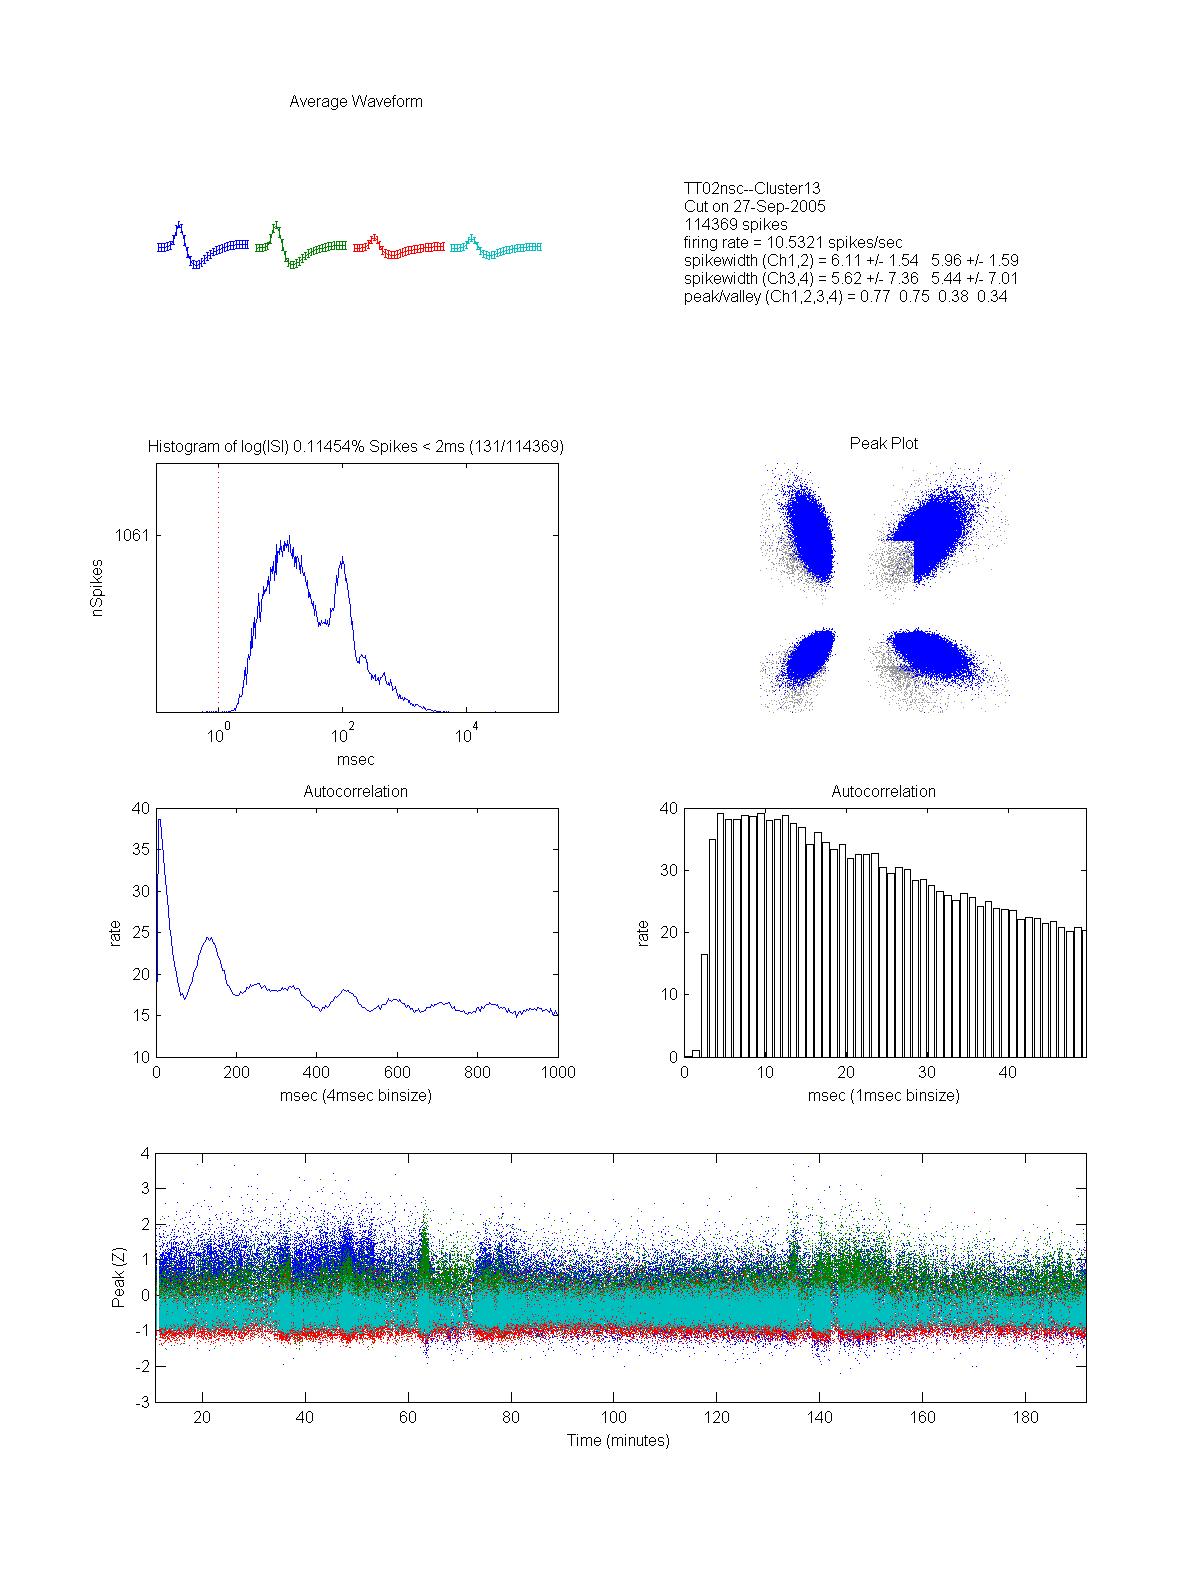 Average Waveform
TT02nsc--Cluster13
Cut on 27-Sep-2005
114369 spikes
firing rate = 10.5321 spikes/sec
spikewidth (Ch1,2) = 6.11 +/- 1.54 5.96 +/- 1.59
spikewidth (Ch3,4) = 5.62 +/- 7.36 5.44 +/- 7.01
peak/valley (Ch1,2,3,4) = 0.77 0.75 0.38 0.34
Histogram of log(ISI) 0.11454% Spikes < 2ms (131/114369)
1061
nSpikes
10^0 10^2 10^4
msec
Peak Plot
Autocorrelation
40
35
30
25
20
15
10
rate
0 200 400 600 800 1000
msec (4msec binsize)
Autocorrelation
40
30
20
10
0
rate
0 10 20 30 40
msec (1msec binsize)
4
3
2
1
0
-1
-2
-3
Peak (Z)
20 40 60 80 100 120 140 160 180
Time (minutes)